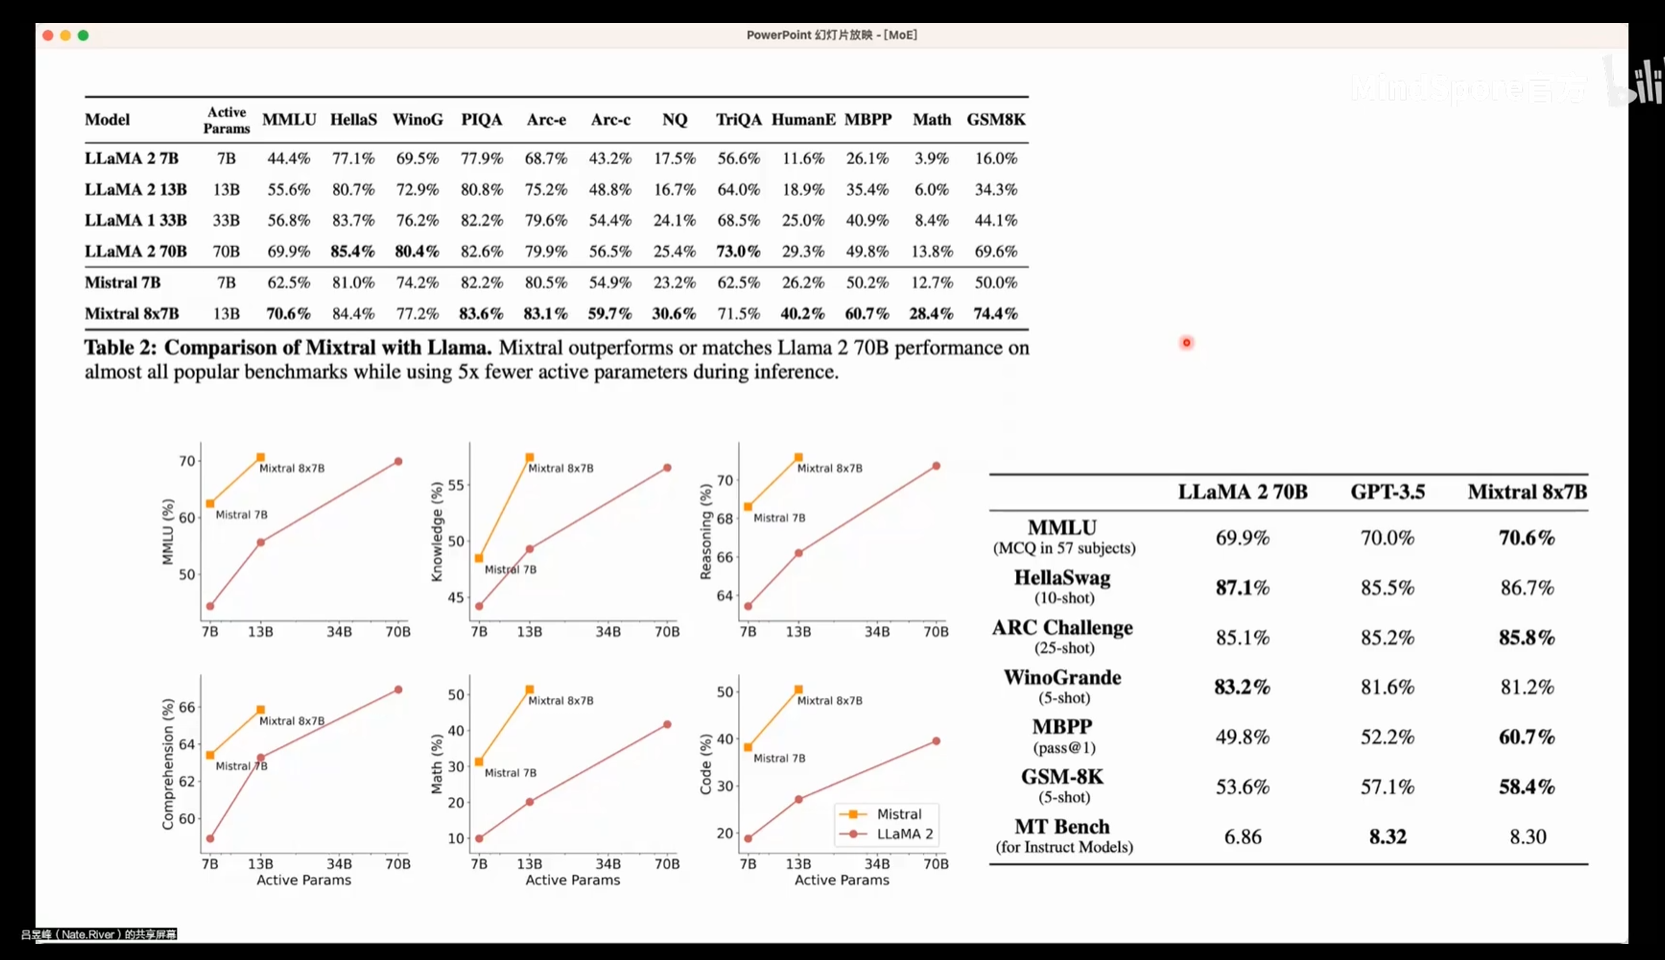 PowerPoint 幻灯片放映 - [MoE]
MindSpore官方 bili
Model Active Params MMLU HellaS WinoG PIQA Arc-e Arc-c NQ TriQA HumanE MBPP Math GSM8K
LLaMA 2 7B 7B 44.4% 77.1% 69.5% 77.9% 68.7% 43.2% 17.5% 56.6% 11.6% 26.1% 3.9% 16.0%
LLaMA 2 13B 13B 55.6% 80.7% 72.9% 80.8% 75.2% 48.8% 16.7% 64.0% 18.9% 35.4% 6.0% 34.3%
LLaMA 1 33B 33B 56.8% 83.7% 76.2% 82.2% 79.6% 54.4% 24.1% 68.5% 25.0% 40.9% 8.4% 44.1%
LLaMA 2 70B 70B 69.9% 85.4% 80.4% 82.6% 79.9% 56.5% 25.4% 73.0% 29.3% 49.8% 13.8% 69.6%
Mistral 7B 7B 62.5% 81.0% 74.2% 82.2% 80.5% 54.9% 23.2% 62.5% 26.2% 50.2% 12.7% 50.0%
Mixtral 8x7B 13B 70.6% 84.4% 77.2% 83.6% 83.1% 59.7% 30.6% 71.5% 40.2% 60.7% 28.4% 74.4%
Table 2: Comparison of Mixtral with Llama. Mixtral outperforms or matches Llama 2 70B performance on
almost all popular benchmarks while using 5x fewer active parameters during inference.
MMLU (%)
70
60
50
Mixtral 8x7B
Mistral 7B
7B 13B 34B 70B
Knowledge (%)
55
50
45
Mixtral 8x7B
Mistral 7B
7B 13B 34B 70B
Reasoning (%)
70
68
66
64
Mixtral 8x7B
Mistral 7B
7B 13B 34B 70B
Comprehension (%)
66
64
62
60
Mixtral 8x7B
Mistral 7B
7B 13B 34B 70B
Active Params
Math (%)
50
40
30
20
10
Mixtral 8x7B
Mistral 7B
7B 13B 34B 70B
Active Params
Code (%)
50
40
30
20
Mixtral 8x7B
Mistral 7B
Mistral
LLaMA 2
7B 13B 34B 70B
Active Params
LLaMA 2 70B GPT-3.5 Mixtral 8x7B
MMLU
(MCQ in 57 subjects) 69.9% 70.0% 70.6%
HellaSwag
(10-shot) 87.1% 85.5% 86.7%
ARC Challenge
(25-shot) 85.1% 85.2% 85.8%
WinoGrande
(5-shot) 83.2% 81.6% 81.2%
MBPP
(pass@1) 49.8% 52.2% 60.7%
GSM-8K
(5-shot) 53.6% 57.1% 58.4%
MT Bench
(for Instruct Models) 6.86 8.32 8.30
吕昱峰（Nate.River）的共享屏幕